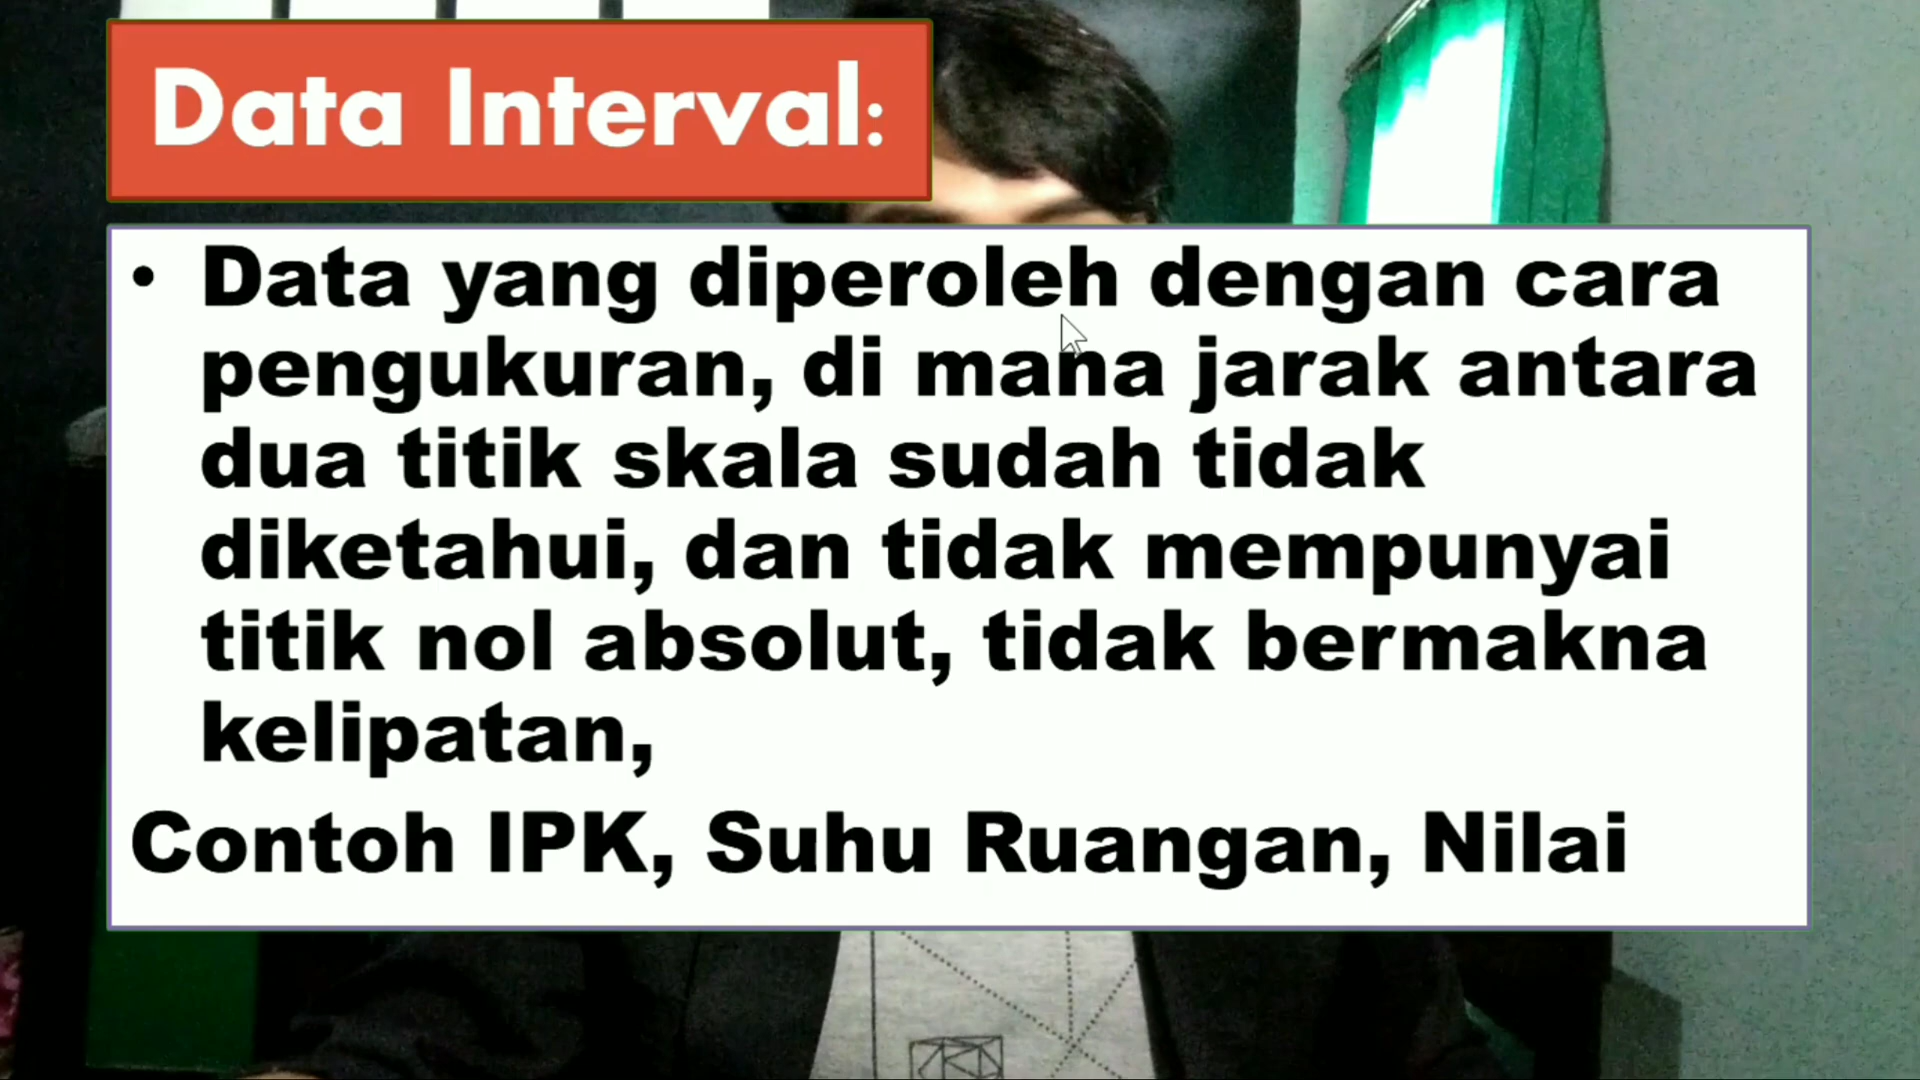 Data Interval:
• Data yang diperoleh dengan cara
pengukuran, di mana jarak antara
dua titik skala sudah tidak
diketahui, dan tidak mempunyai
titik nol absolut, tidak bermakna
kelipatan,
Contoh IPK, Suhu Ruangan, Nilai